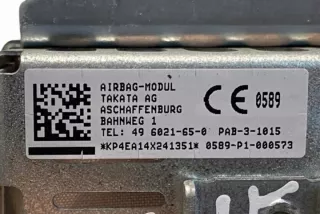 AIRBAG-MODUL
TAKATA AG
ASCHAFFENBURG
BAHNWEG 1
CE 0589
TEL: 49 6021-65-0 PAB-3-1015
*KP4EA14X241351* 0589-P1-000573